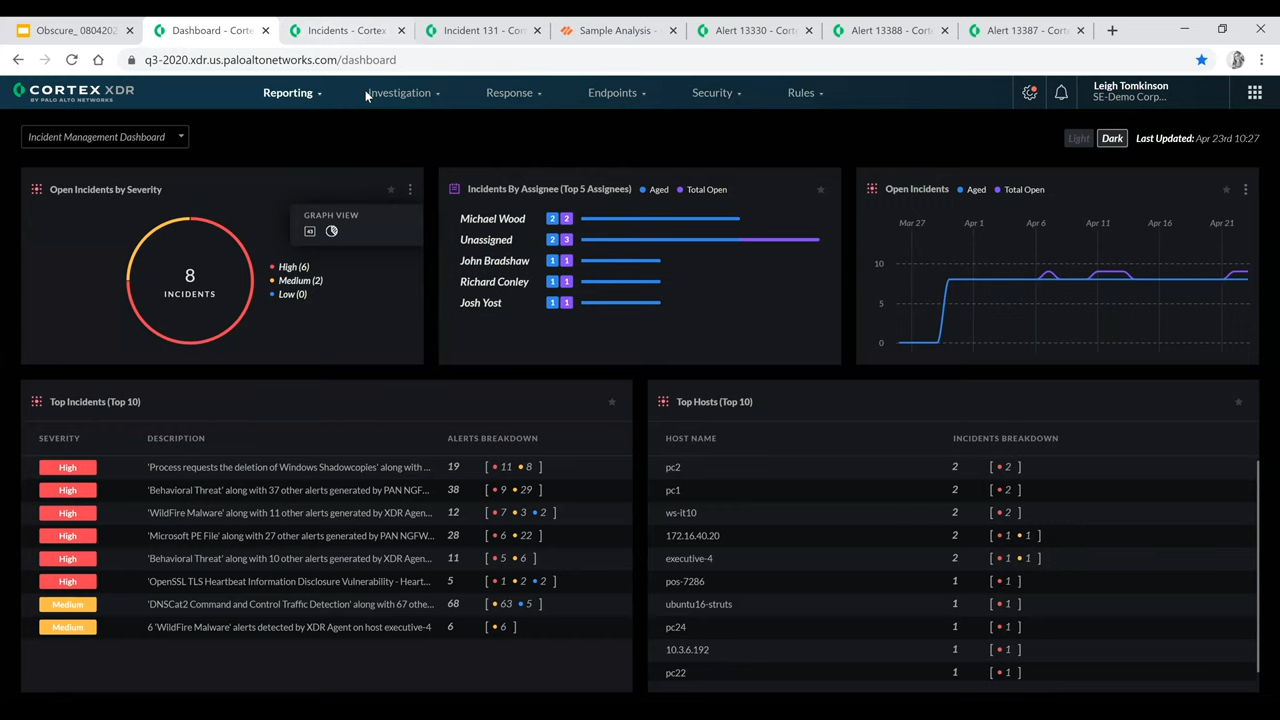 Obscure_ 0804202
Dashboard - Corte
Incidents - Cortex
Incident 131 - Con
Sample Analysis -
Alert 13330 - Corte
Alert 13388 - Corte
Alert 13387 - Corte
q3-2020.xdr.us.paloaltonetworks.com/dashboard
CORTEX XDR
BY PALO ALTO NETWORKS
Reporting
Investigation
Response
Endpoints
Security
Rules
Leigh Tomkinson
SE-Demo Corp...
Incident Management Dashboard
Light
Dark
Last Updated: Apr 23rd 10:27
Open Incidents by Severity
GRAPH VIEW
8
INCIDENTS
High (6)
Medium (2)
Low (0)
Incidents By Assignee (Top 5 Assignees) Aged Total Open
Michael Wood 2 2
Unassigned 2 3
John Bradshaw 1 1
Richard Conley 1 1
Josh Yost 1 1
Open Incidents Aged Total Open
Mar 27 Apr 1 Apr 6 Apr 11 Apr 16 Apr 21
10
5
0
Top Incidents (Top 10)
SEVERITY DESCRIPTION ALERTS BREAKDOWN
High 'Process requests the deletion of Windows Shadowcopies' along with ... 19 [ 11 8 ]
High 'Behavioral Threat' along with 37 other alerts generated by PAN NGF... 38 [ 9 29 ]
High 'WildFire Malware' along with 11 other alerts generated by XDR Agen... 12 [ 7 3 2 ]
High 'Microsoft PE File' along with 27 other alerts generated by PAN NGFW... 28 [ 6 22 ]
High 'Behavioral Threat' along with 10 other alerts generated by XDR Agen... 11 [ 5 6 ]
High 'OpenSSL TLS Heartbeat Information Disclosure Vulnerability - Heart... 5 [ 1 2 2 ]
Medium 'DNSCat2 Command and Control Traffic Detection' along with 67 othe... 68 [ 63 5 ]
Medium 6 'WildFire Malware' alerts detected by XDR Agent on host executive-4 6 [ 6 ]
Top Hosts (Top 10)
HOST NAME INCIDENTS BREAKDOWN
pc2 2 [ 2 ]
pc1 2 [ 2 ]
ws-it10 2 [ 2 ]
172.16.40.20 2 [ 1 1 ]
executive-4 2 [ 1 1 ]
pos-7286 1 [ 1 ]
ubuntu16-struts 1 [ 1 ]
pc24 1 [ 1 ]
10.3.6.192 1 [ 1 ]
pc22 1 [ 1 ]